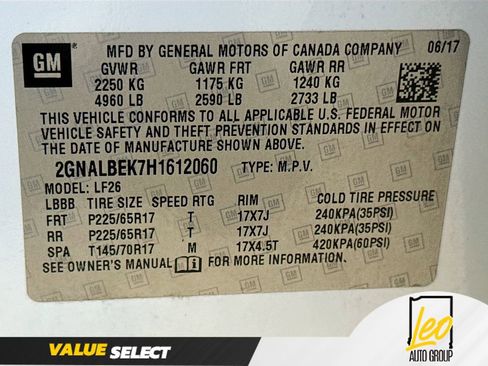 GM
MFD BY GENERAL MOTORS OF CANADA COMPANY 06/17
GVWR GAWR FRT GAWR RR
2250 KG 1175 KG 1240 KG
4960 LB 2590 LB 2733 LB
THIS VEHICLE CONFORMS TO ALL APPLICABLE U.S. FEDERAL MOTOR
VEHICLE SAFETY AND THEFT PREVENTION STANDARDS IN EFFECT ON
THE DATE OF MANUFACTURE SHOWN ABOVE.
2GNALBEK7H1612060 TYPE: M.P.V.
MODEL: LF26
LBBB TIRE SIZE SPEED RTG RIM COLD TIRE PRESSURE
FRT P225/65R17 T 17X7J 240KPA(35PSI)
RR P225/65R17 T 17X7J 240KPA(35PSI)
SPA T145/70R17 M 17X4.5T 420KPA(60PSI)
SEE OWNER'S MANUAL FOR MORE INFORMATION.
VALUE SELECT
Leo
AUTO GROUP